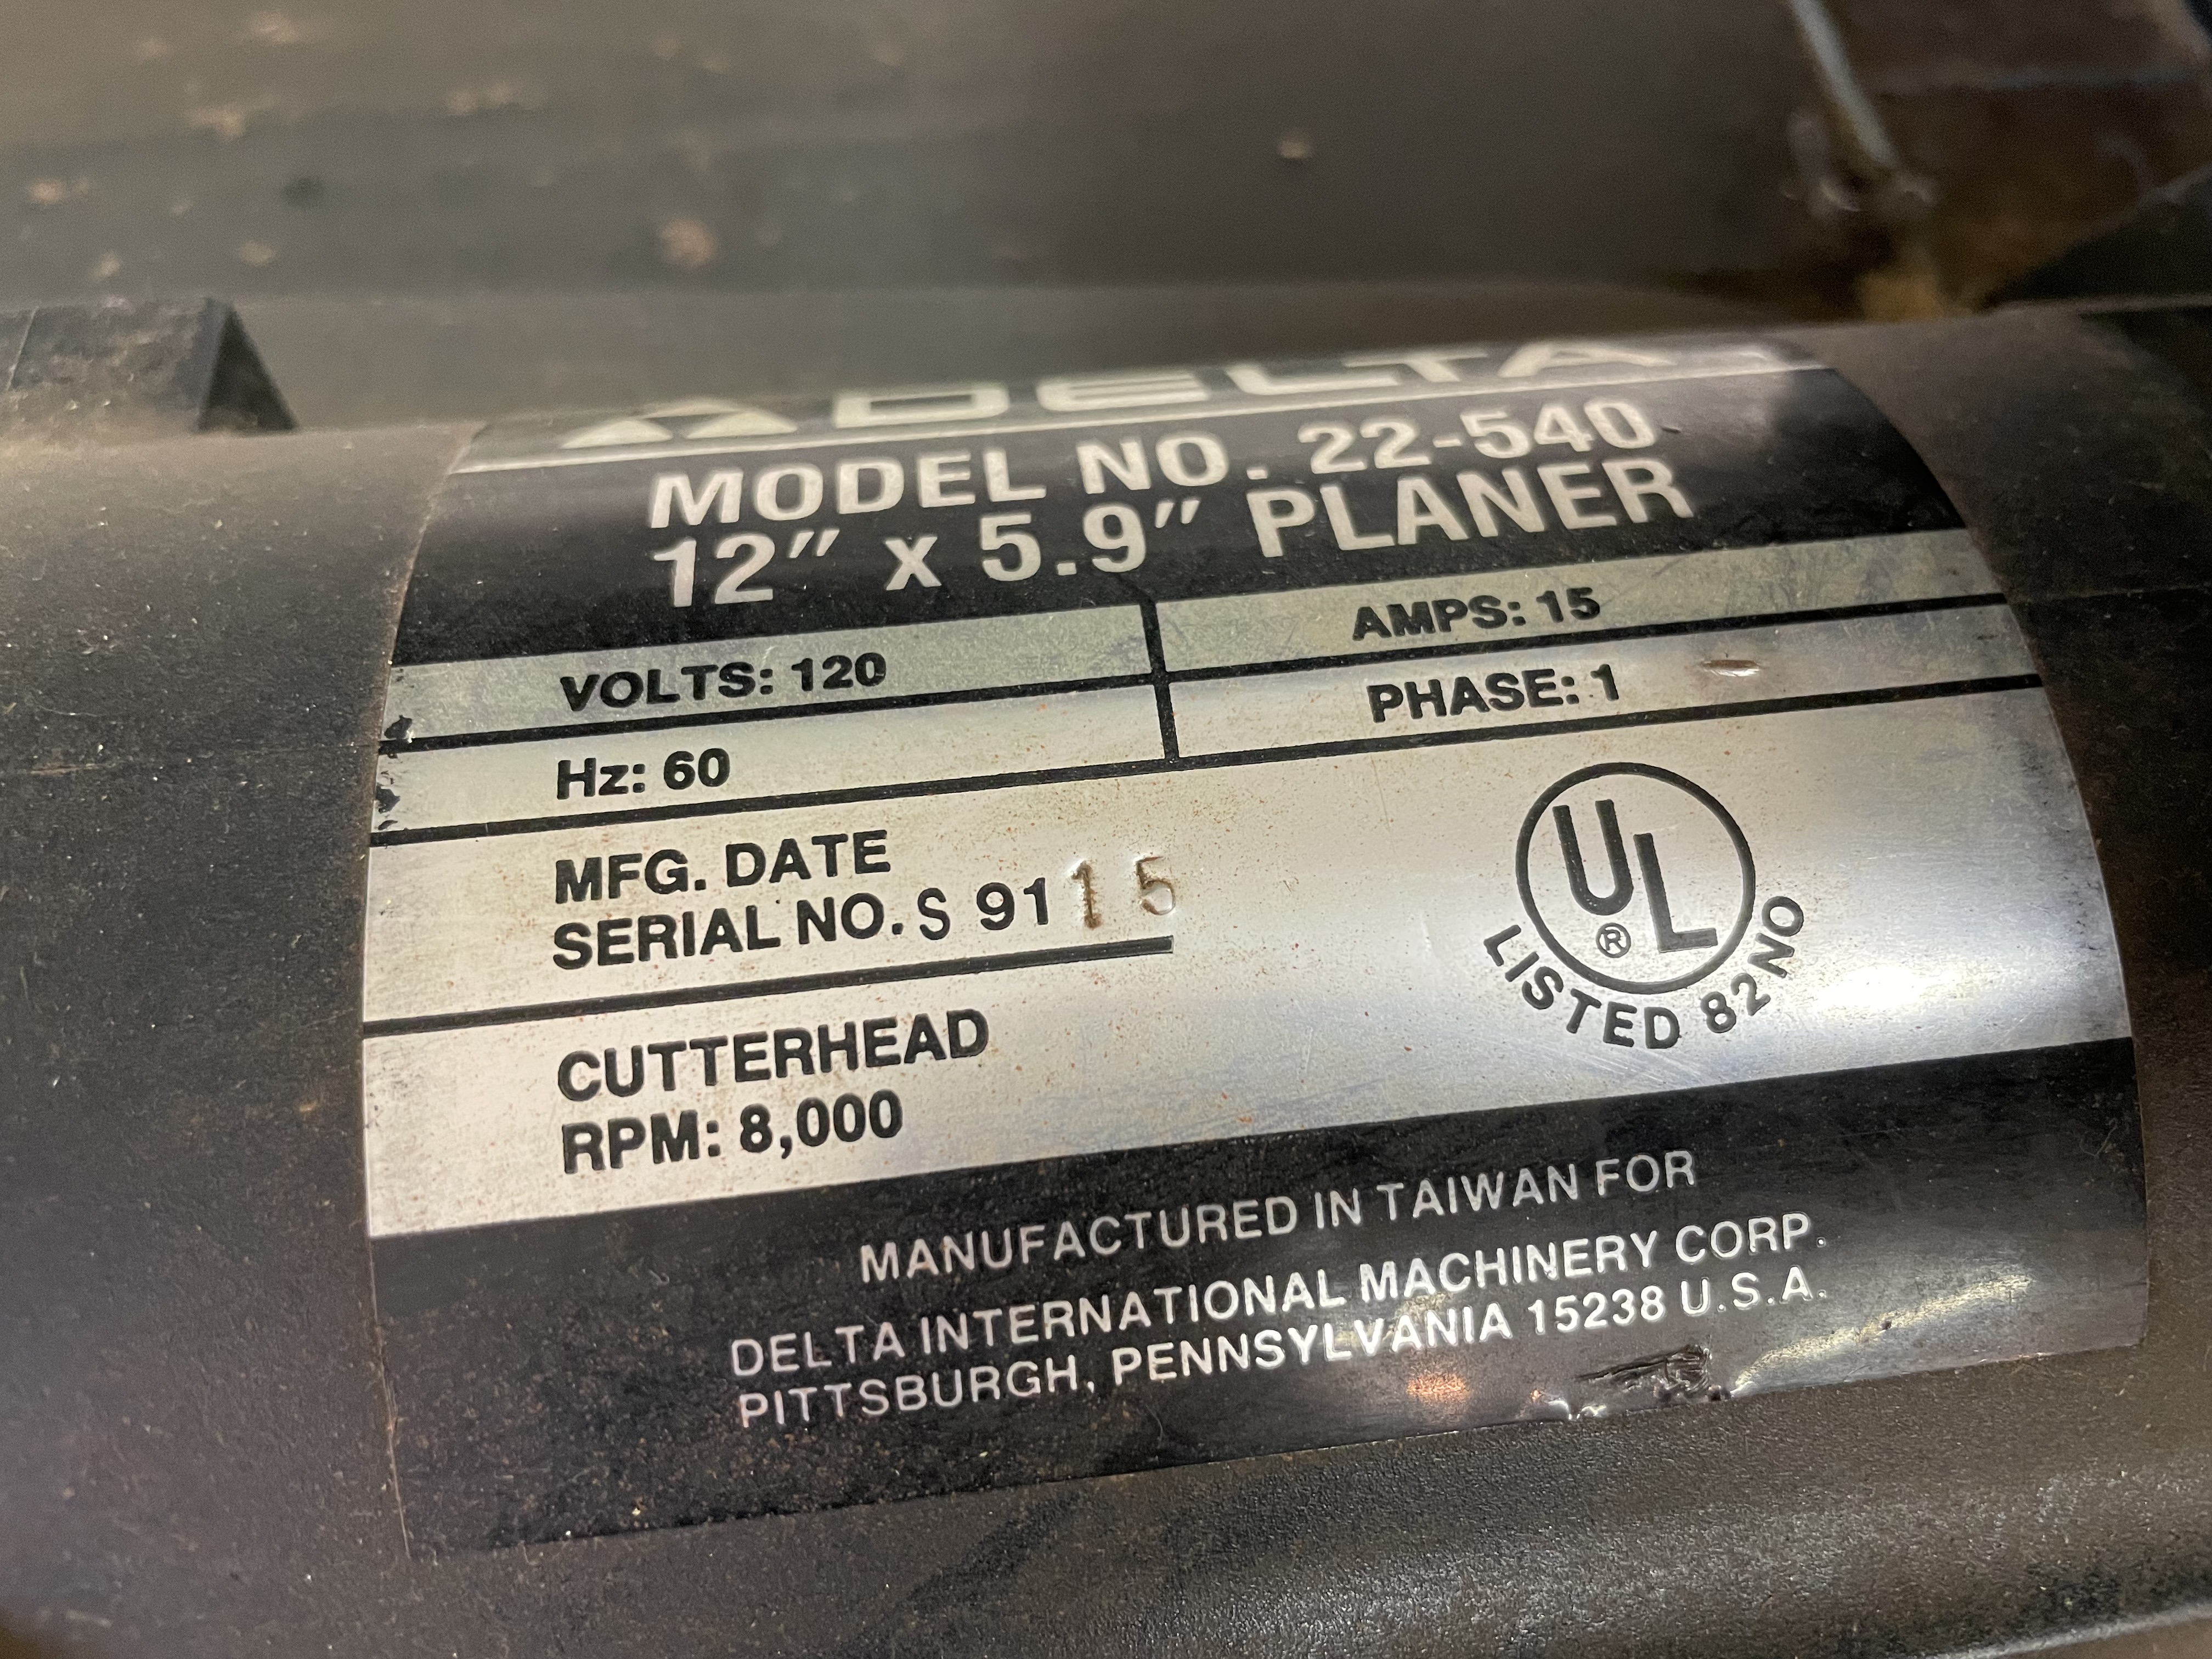 DELTA
MODEL NO. 22-540
12" x 5.9" PLANER
VOLTS: 120 AMPS: 15
Hz: 60 PHASE: 1
MFG. DATE
SERIAL NO. S 9115
UL
®
LISTED 82NO
CUTTERHEAD
RPM: 8,000
MANUFACTURED IN TAIWAN FOR
DELTA INTERNATIONAL MACHINERY CORP.
PITTSBURGH, PENNSYLVANIA 15238 U.S.A.